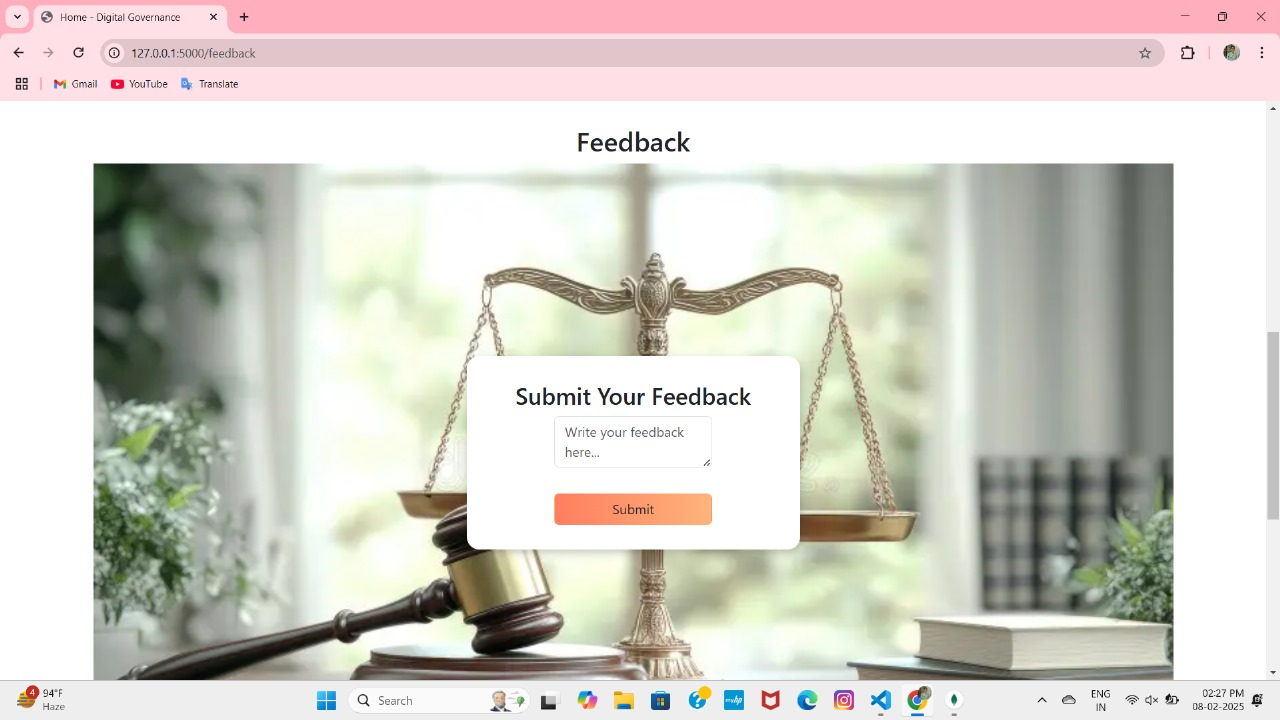 Home - Digital Governance
127.0.0.1:5000/feedback
Gmail
YouTube
Translate
Feedback
Submit Your Feedback
Write your feedback
here...
Submit
4
94°F
Haze
Search
ENG
IN
02:27 PM
08-02-2025